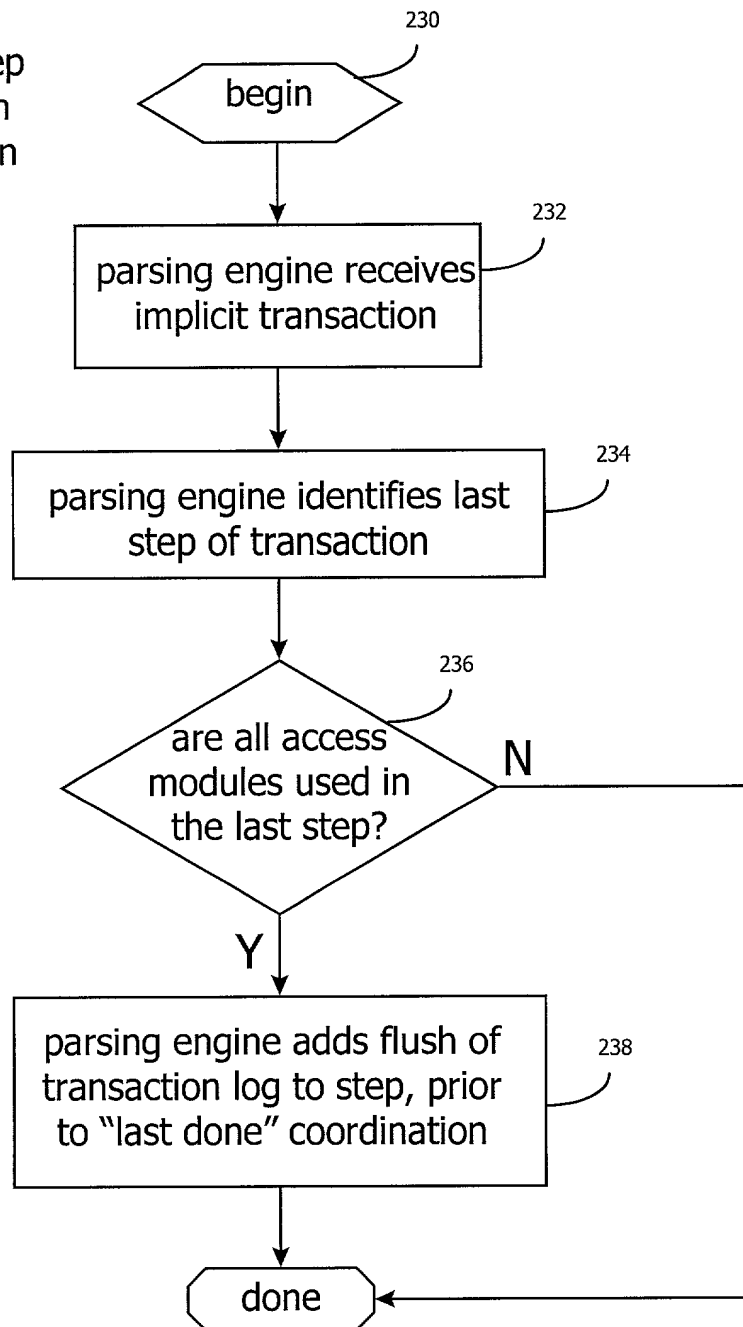 230
begin
232
parsing engine receives
implicit transaction
234
parsing engine identifies last
step of transaction
236
are all access
modules used in
the last step?
N
Y
parsing engine adds flush of
transaction log to step, prior
to “last done” coordination
238
done